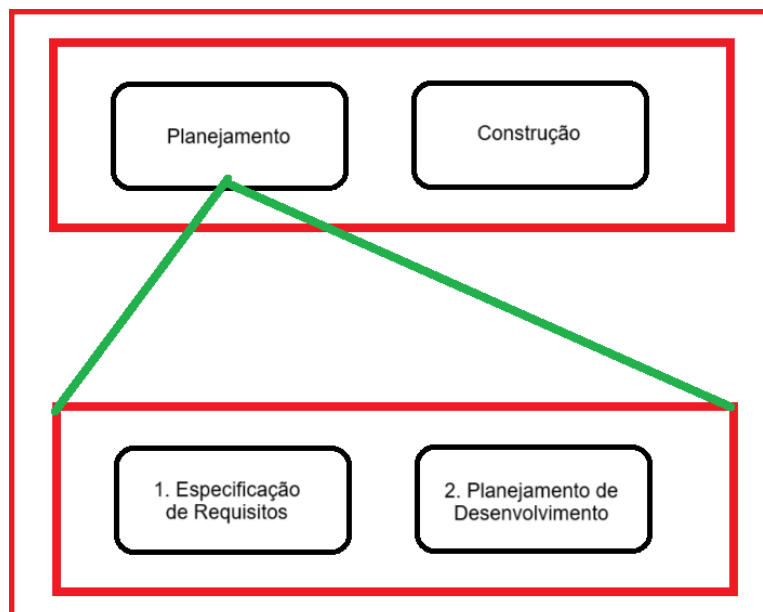 Planejamento
Construção
1. Especificação
de Requisitos
2. Planejamento de
Desenvolvimento